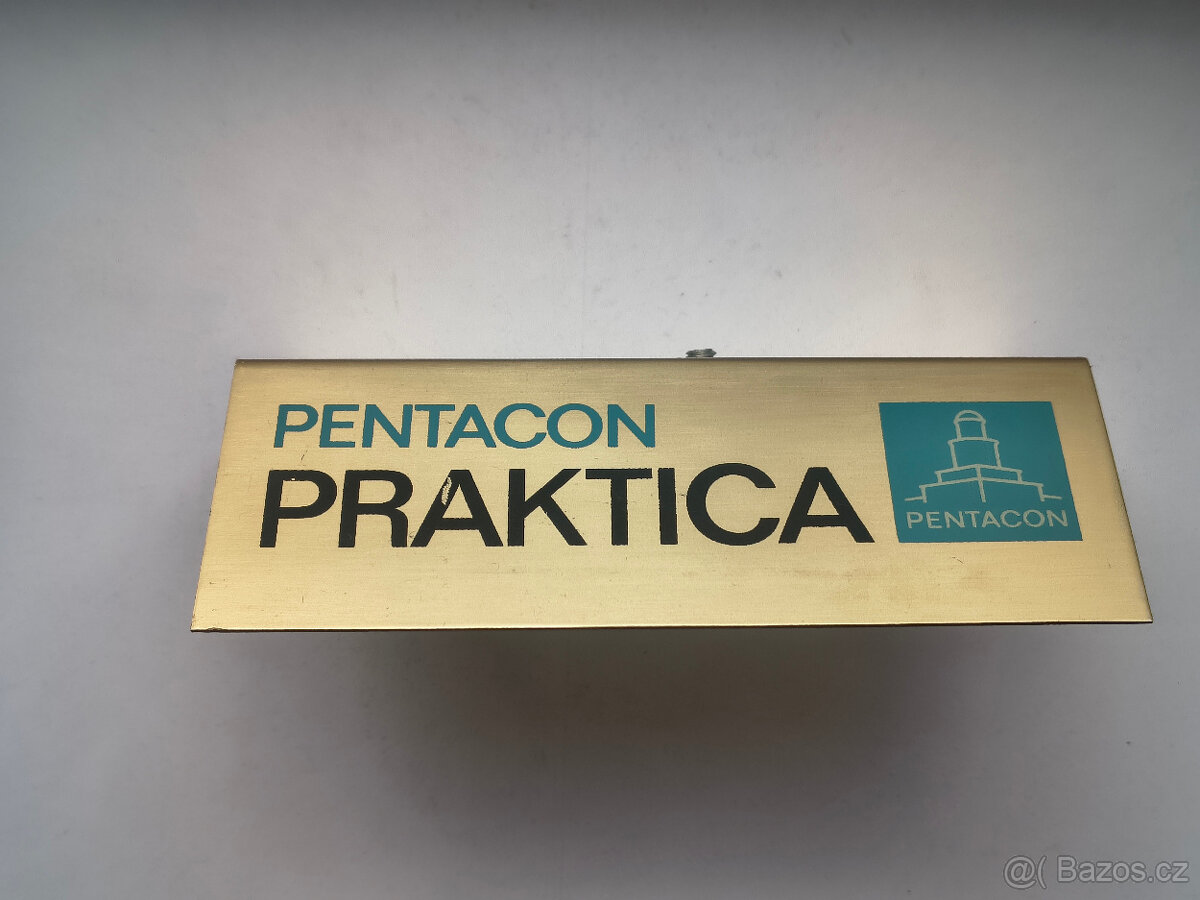 PENTACON
PRAKTICA
PENTACON
@( Bazos.cz